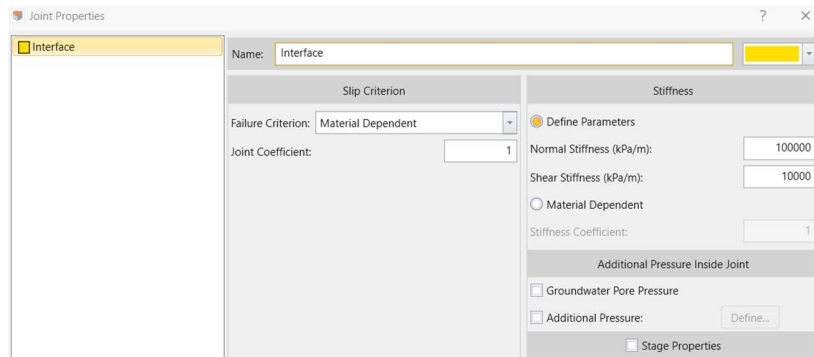 Joint Properties
Interface
Name: Interface
Slip Criterion
Failure Criterion: Material Dependent
Joint Coefficient: 1
Stiffness
Define Parameters
Normal Stiffness (kPa/m): 100000
Shear Stiffness (kPa/m): 10000
Material Dependent
Stiffness Coefficient: 1
Additional Pressure Inside Joint
Groundwater Pore Pressure
Additional Pressure: Define...
Stage Properties